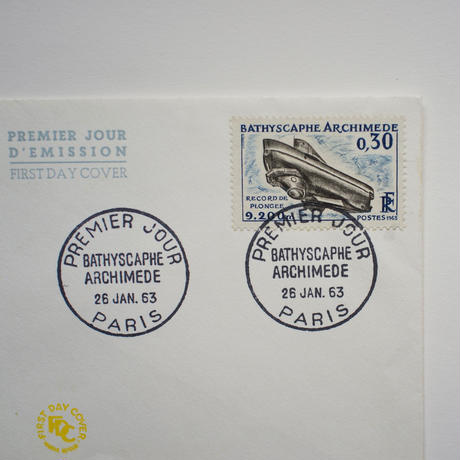 PREMIER JOUR
D'EMISSION
FIRST DAY COVER
BATHYSCAPHE ARCHIMEDE
0,30
RECORD DE
PLONGEE
9.200m
RF
POSTES 1963
PREMIER JOUR
BATHYSCAPHE
ARCHIMEDE
26 JAN. 63
PARIS
PREMIER JOUR
BATHYSCAPHE
ARCHIMEDE
26 JAN. 63
PARIS
FIRST DAY COVER
FDC